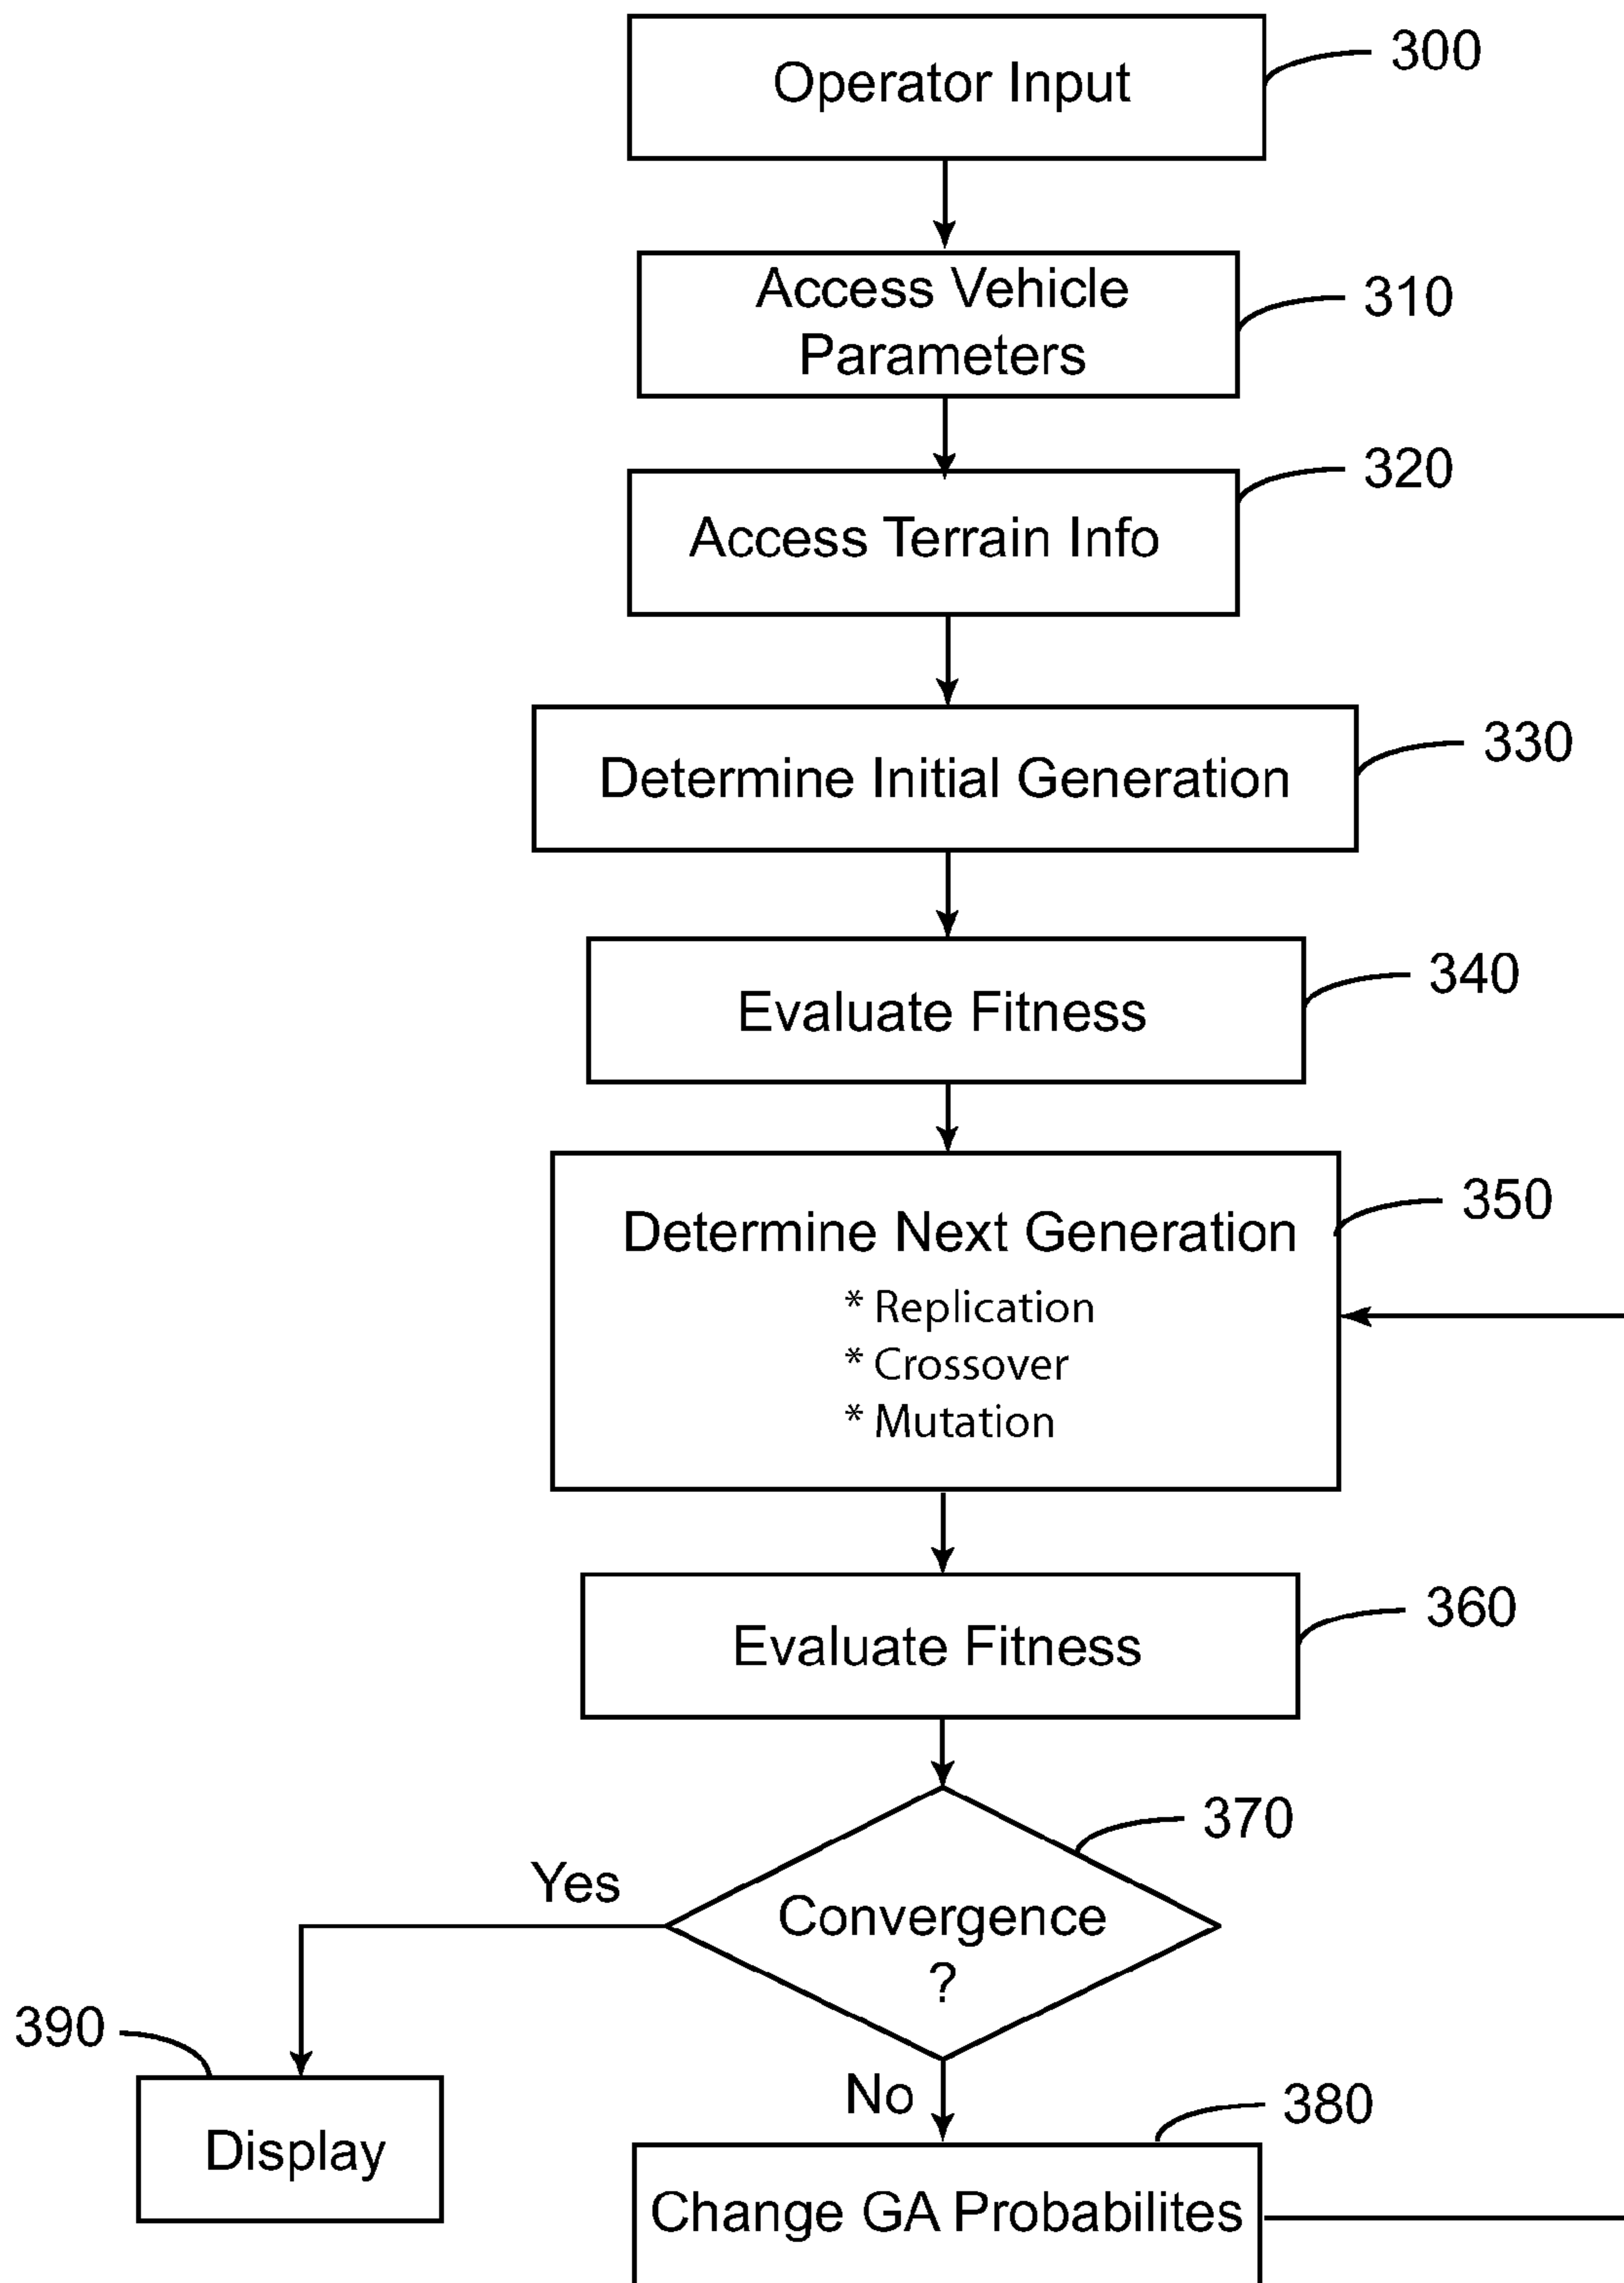 Operator Input
300
Access Vehicle
Parameters
310
Access Terrain Info
320
Determine Initial Generation
330
Evaluate Fitness
340
Determine Next Generation
* Replication
* Crossover
* Mutation
350
Evaluate Fitness
360
Convergence
?
370
Yes
No
390
Display
380
Change GA Probabilites